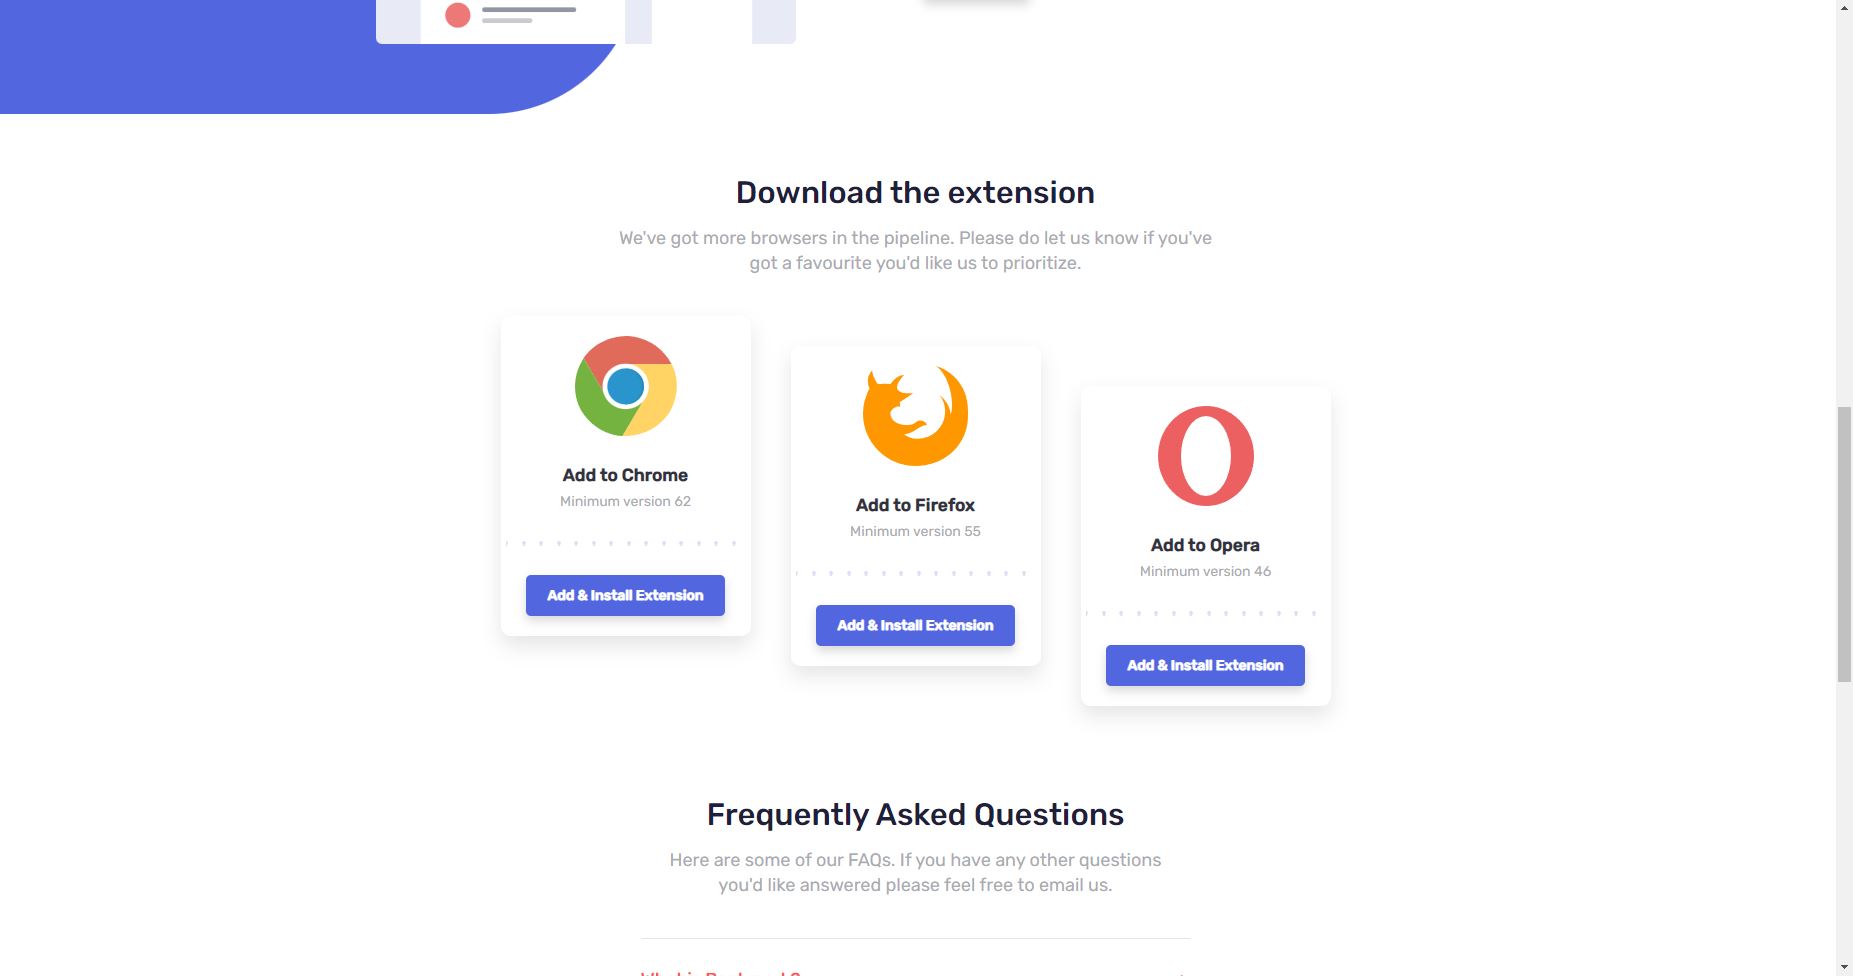 Download the extension
We've got more browsers in the pipeline. Please do let us know if you've
got a favourite you'd like us to prioritize.
Add to Chrome
Minimum version 62
Add & Install Extension
Add to Firefox
Minimum version 55
Add & Install Extension
Add to Opera
Minimum version 46
Add & Install Extension
Frequently Asked Questions
Here are some of our FAQs. If you have any other questions
you'd like answered please feel free to email us.